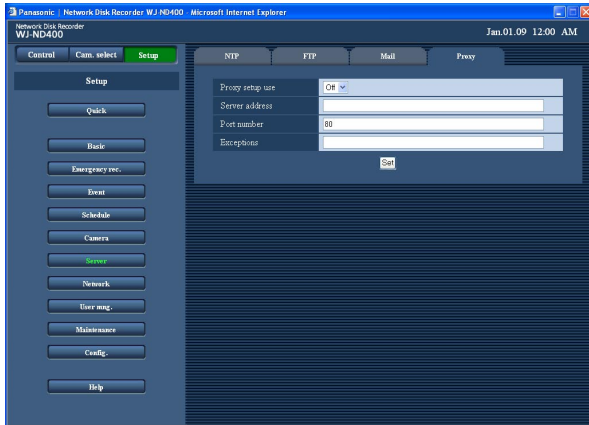 Panasonic | Network Disk Recorder WJ-ND400 - Microsoft Internet Explorer
Network Disk Recorder
WJ-ND400
Jan.01.09 12:00 AM
Control Cam. select Setup
NTP FTP Mail Proxy
Setup
Quick
Basic
Emergency rec.
Event
Schedule
Camera
Server
Network
User mng.
Maintenance
Config.
Help
Proxy setup use Off
Server address
Port number 80
Exceptions
Set